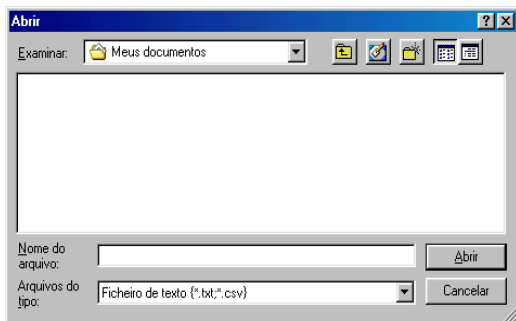 Abrir
Examinar: Meus documentos
Nome do
arquivo:
Abrir
Arquivos do
tipo: Ficheiro de texto {*.txt;*.csv}
Cancelar